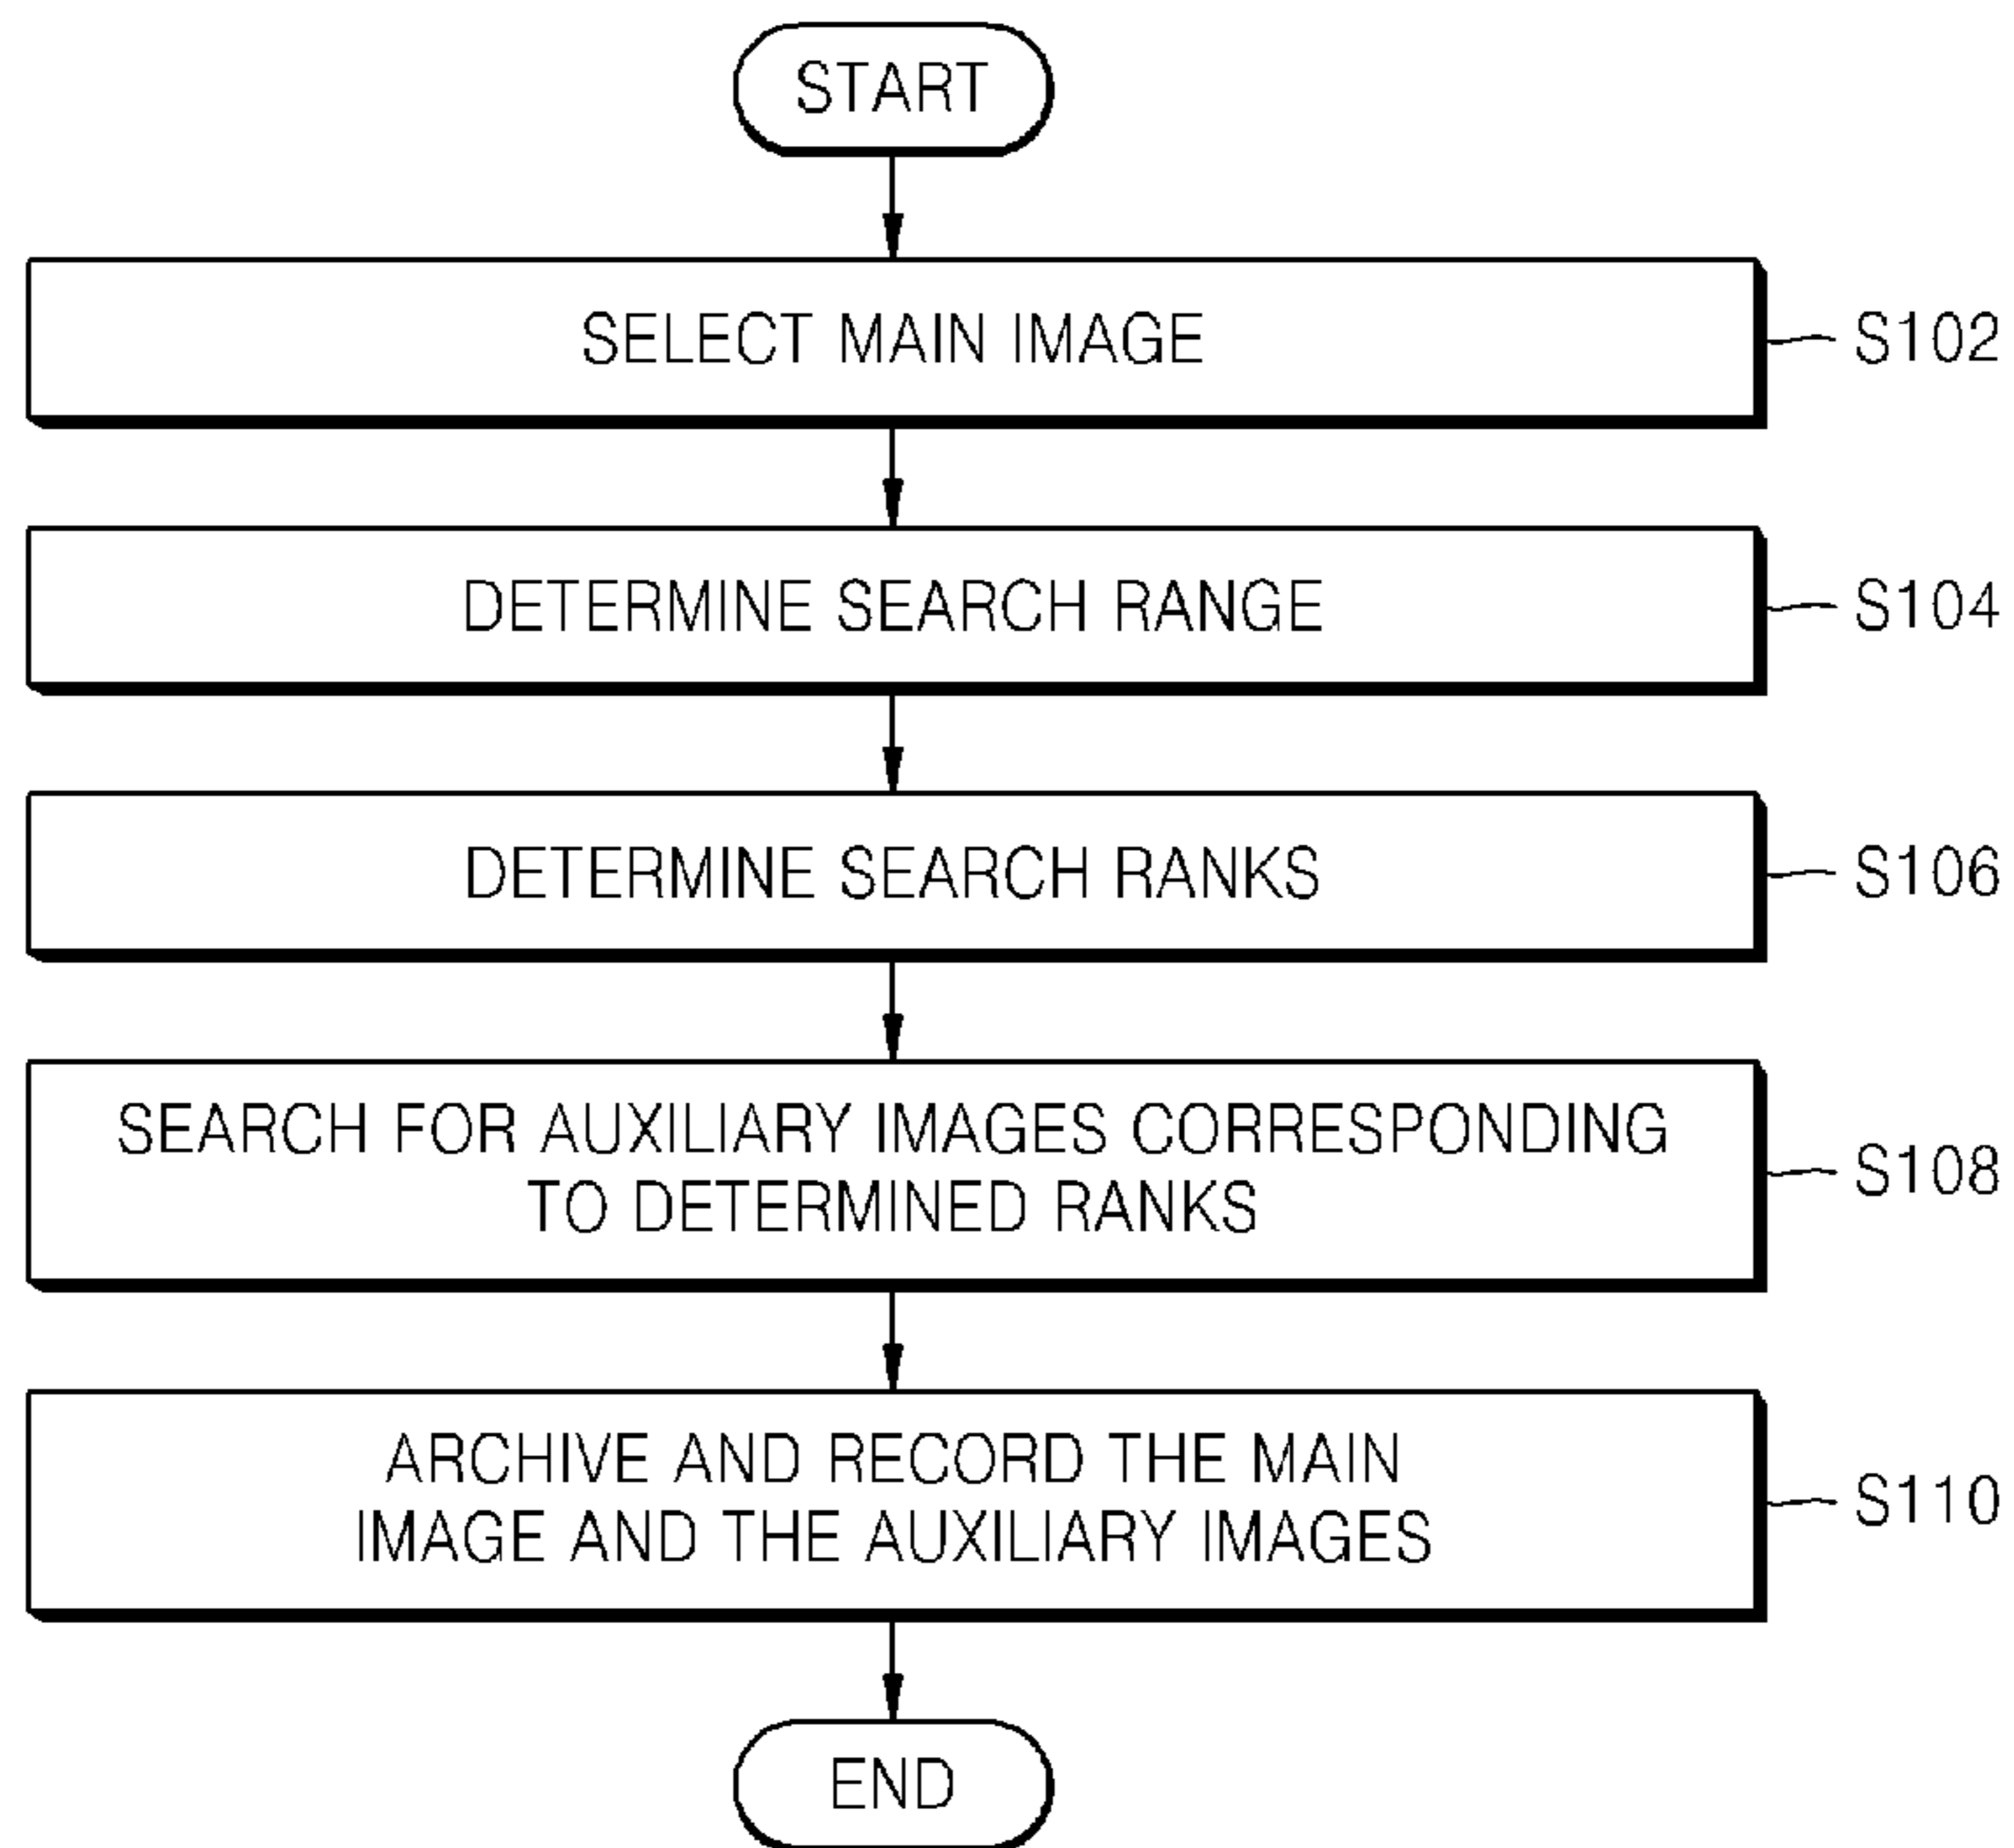 START
SELECT MAIN IMAGE
S102
DETERMINE SEARCH RANGE
S104
DETERMINE SEARCH RANKS
S106
SEARCH FOR AUXILIARY IMAGES CORRESPONDING
TO DETERMINED RANKS
S108
ARCHIVE AND RECORD THE MAIN
IMAGE AND THE AUXILIARY IMAGES
S110
END